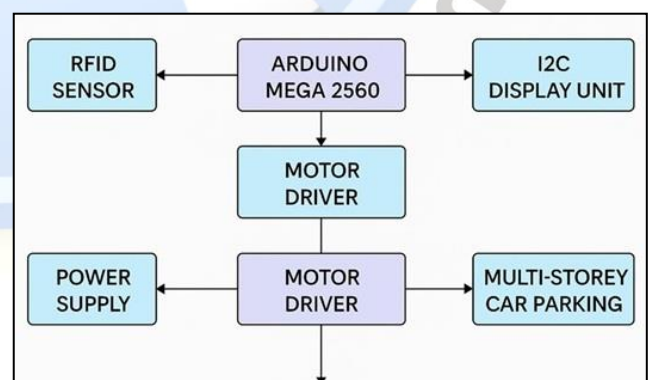 RFID
SENSOR
ARDUINO
MEGA 2560
I2C
DISPLAY UNIT
MOTOR
DRIVER
POWER
SUPPLY
MOTOR
DRIVER
MULTI-STOREY
CAR PARKING